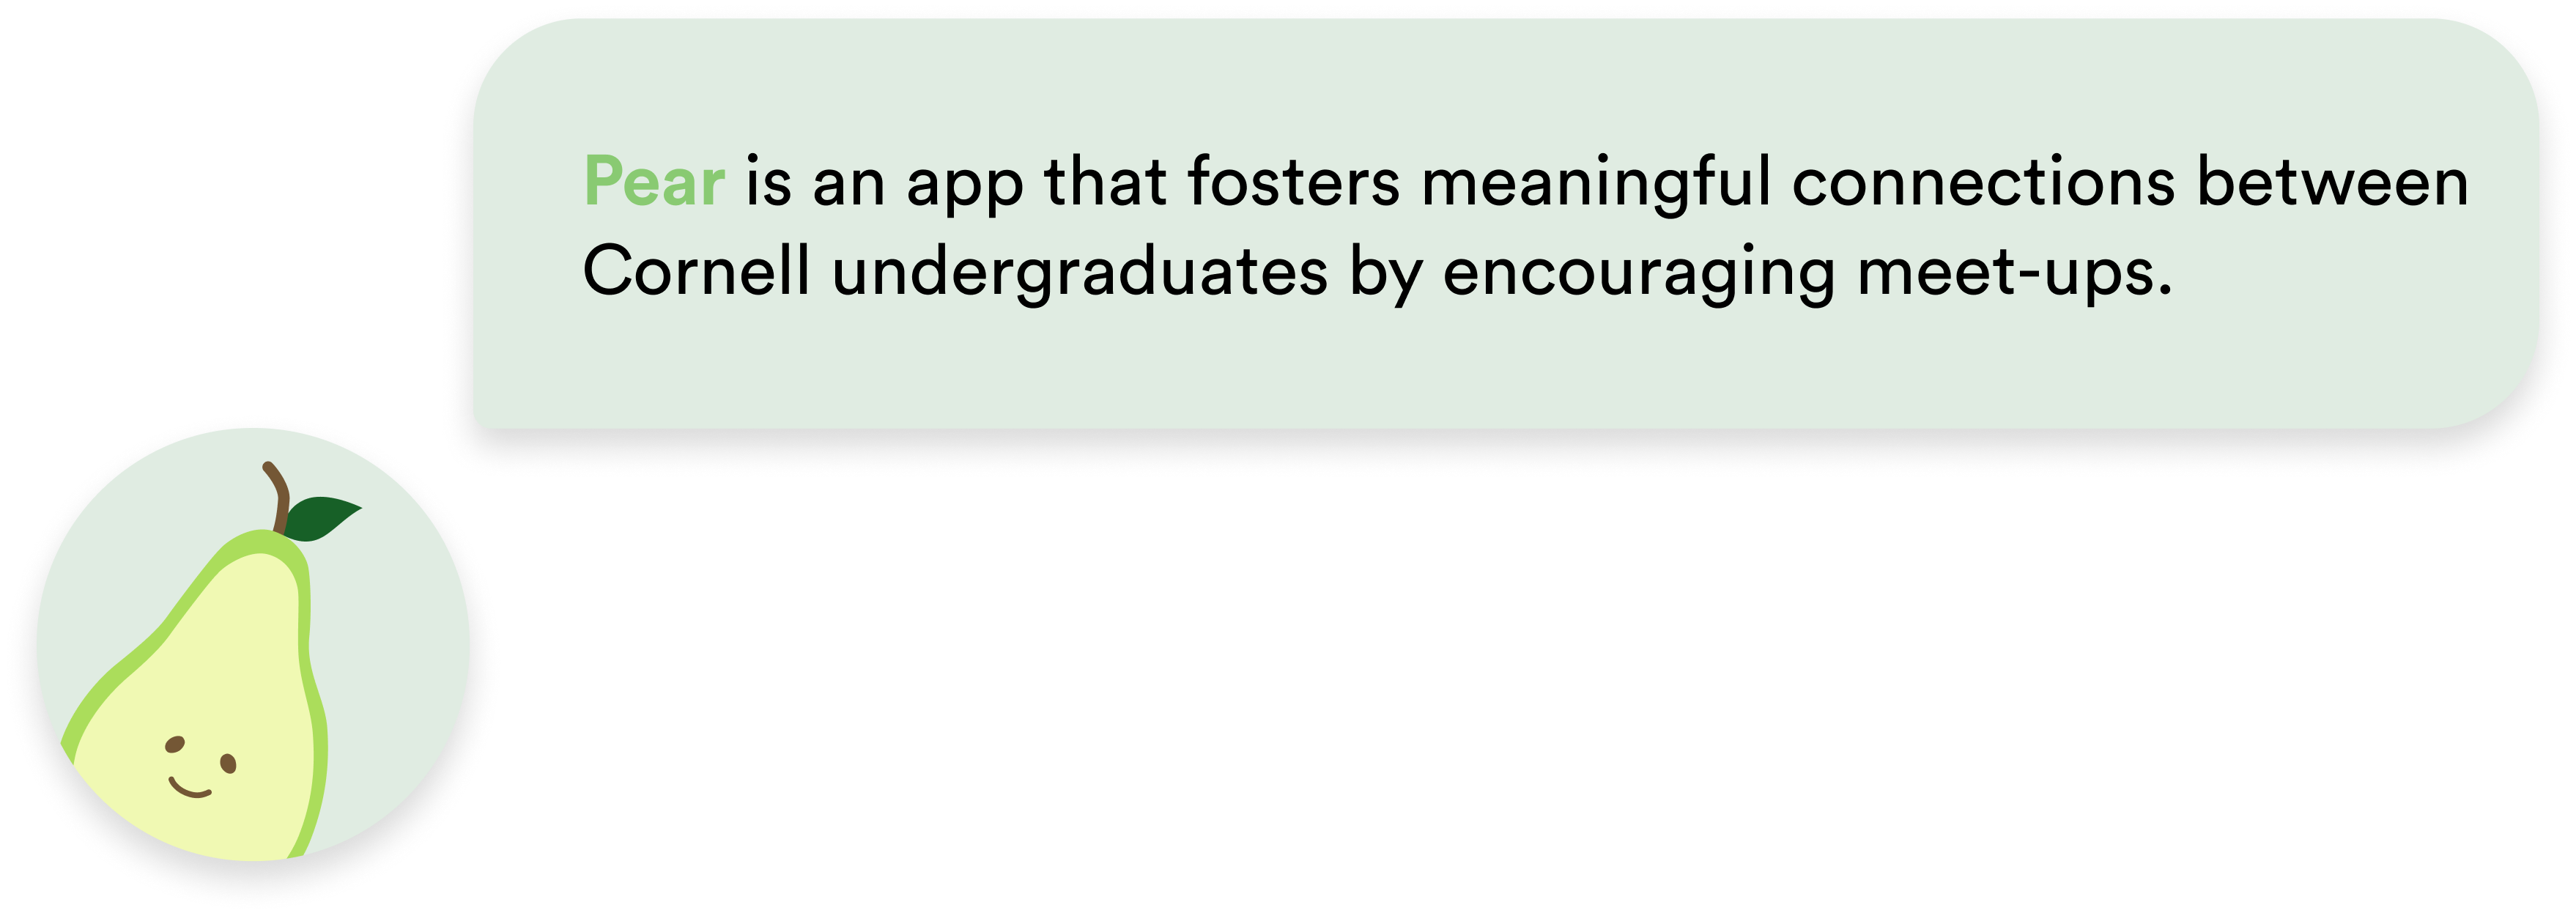 Pear is an app that fosters meaningful connections between
Cornell undergraduates by encouraging meet-ups.